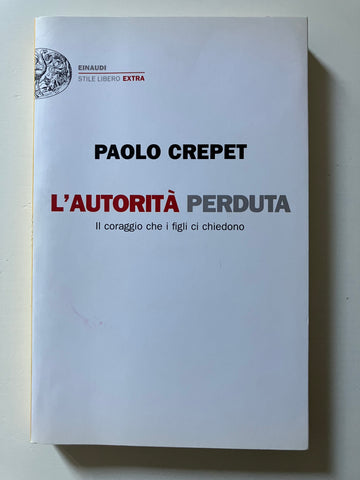 EINAUDI
STILE LIBERO EXTRA
PAOLO CREPET
L'AUTORITÀ PERDUTA
Il coraggio che i figli ci chiedono